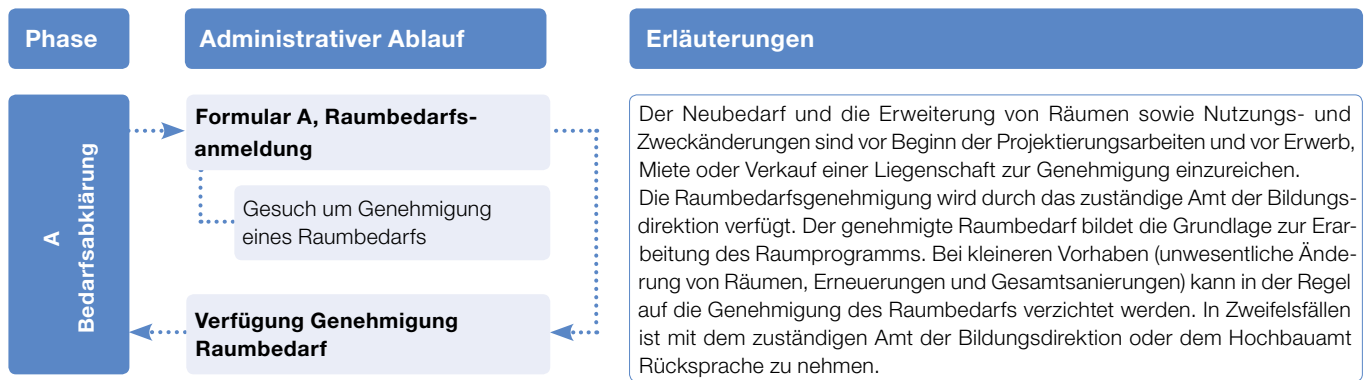 Phase
Administrativer Ablauf
Erläuterungen
A
Bedarfsabklärung
Formular A, Raumbedarfs-
anmeldung
Gesuch um Genehmigung
eines Raumbedarfs
Verfügung Genehmigung
Raumbedarf
Der Neubedarf und die Erweiterung von Räumen sowie Nutzungs- und
Zweckänderungen sind vor Beginn der Projektierungsarbeiten und vor Erwerb,
Miete oder Verkauf einer Liegenschaft zur Genehmigung einzureichen.
Die Raumbedarfsgenehmigung wird durch das zuständige Amt der Bildungs-
direktion verfügt. Der genehmigte Raumbedarf bildet die Grundlage zur Erar-
beitung des Raumprogramms. Bei kleineren Vorhaben (unwesentliche Ände-
rung von Räumen, Erneuerungen und Gesamtsanierungen) kann in der Regel
auf die Genehmigung des Raumbedarfs verzichtet werden. In Zweifelsfällen
ist mit dem zuständigen Amt der Bildungsdirektion oder dem Hochbauamt
Rücksprache zu nehmen.